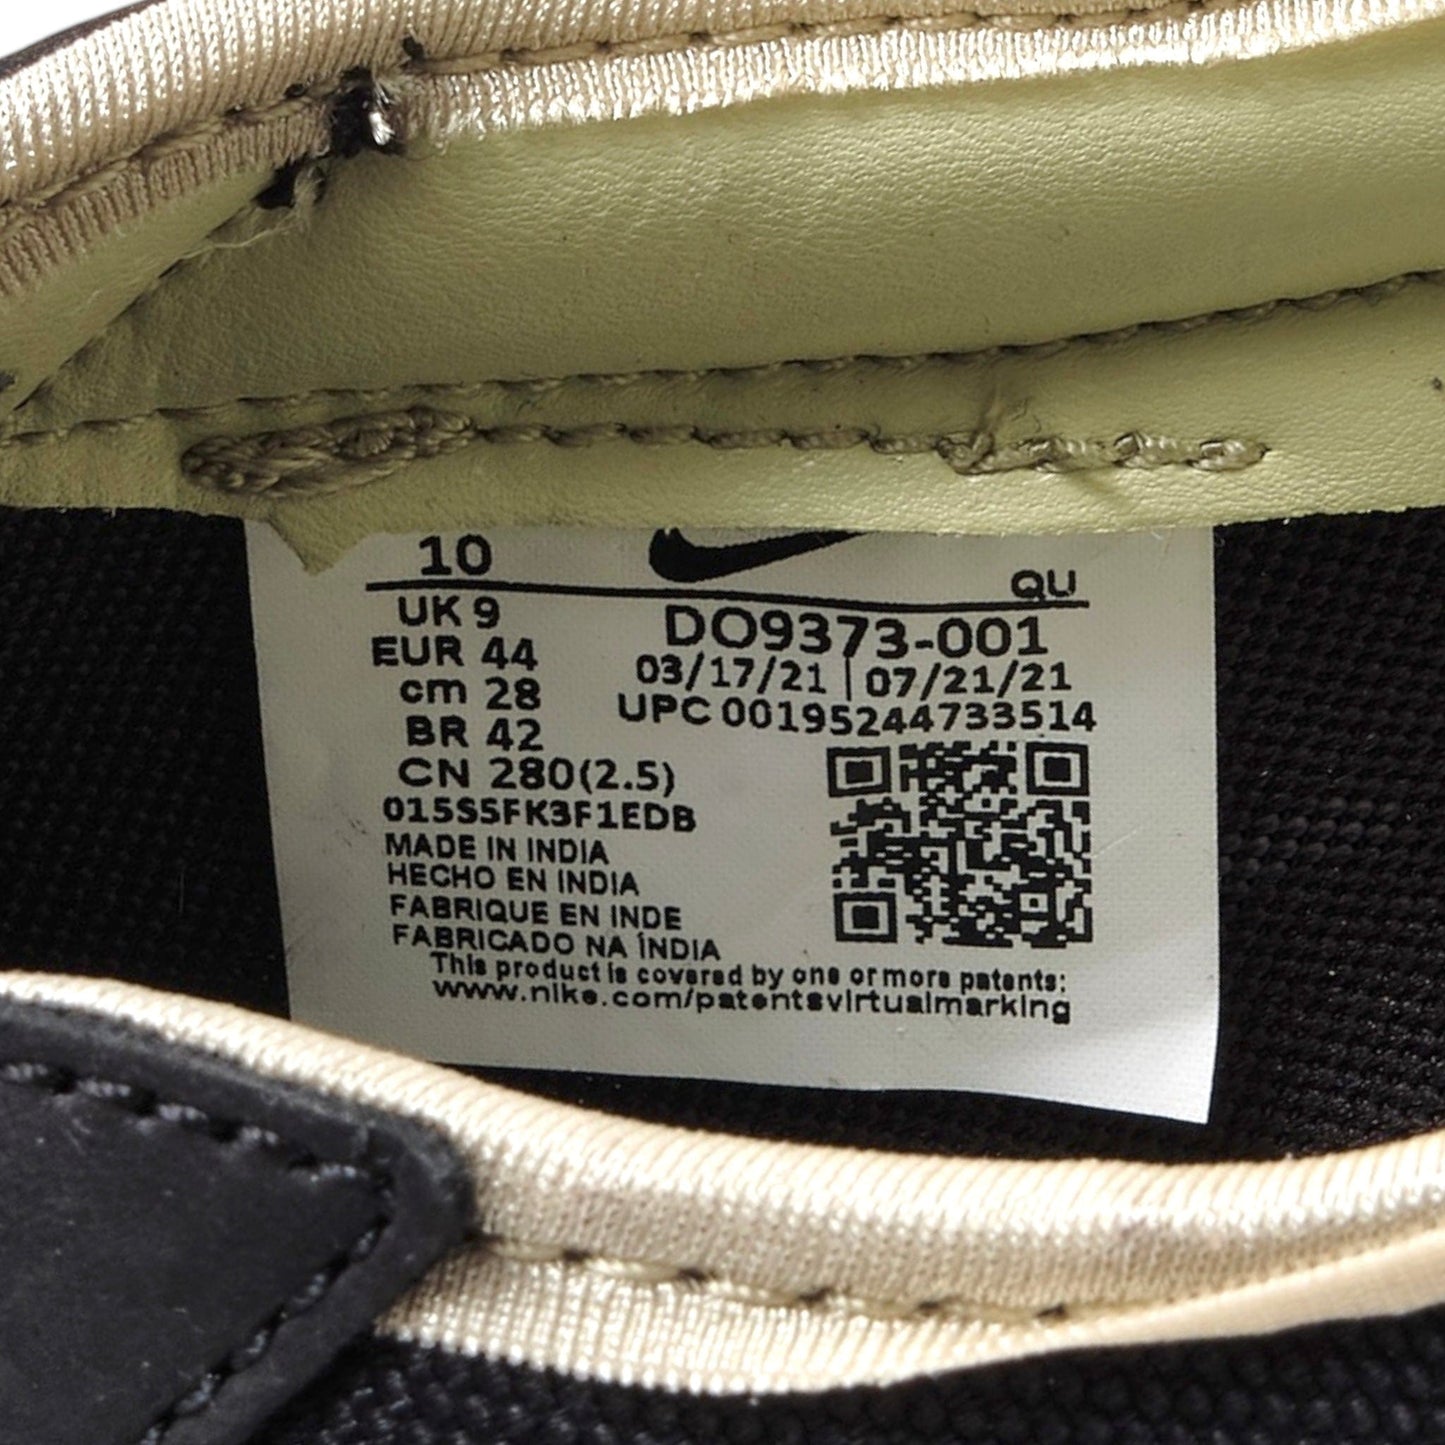 10
QU
UK 9
EUR 44
cm 28
BR 42
CN 280(2.5)
DO9373-001
03/17/21 | 07/21/21
UPC 00195244733514
015S5FK3F1EDB
MADE IN INDIA
HECHO EN INDIA
FABRIQUE EN INDE
FABRICADO NA ÍNDIA
This product is covered by one or more patents:
www.nike.com/patentsvirtualmarking